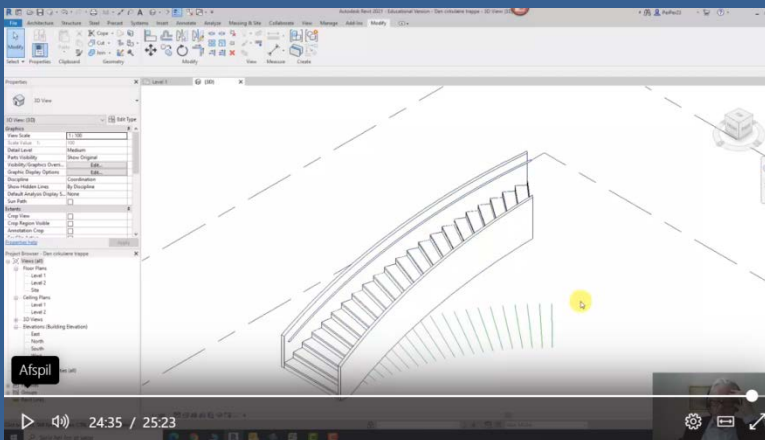 Autodesk Revit 2023 - Educational Version - Den cirkulære trappe - 3D View: {3D}
File Architecture Structure Steel Precast Systems Insert Annotate Analyze Massing & Site Collaborate View Manage Add-Ins Modify
Modify
Paste
Cope
Cut
Join
Select Properties Clipboard Geometry Modify View Measure Create
Properties
Level 1
{3D}
3D View
3D View: {3D}
Edit Type
Graphics
View Scale 1 : 100
Scale Value 1: 100
Detail Level Medium
Parts Visibility Show Original
Visibility/Graphics Overri... Edit...
Graphic Display Options Edit...
Discipline Coordination
Show Hidden Lines By Discipline
Default Analysis Display S... None
Sun Path
Extents
Crop View
Crop Region Visible
Annotation Crop
Properties help
Apply
Project Browser - Den cirkulære trappe
Views (all)
Floor Plans
Level 1
Level 2
Site
Ceiling Plans
Level 1
Level 2
3D Views
Elevations (Building Elevation)
East
North
South
Afspil
24:35 / 25:23